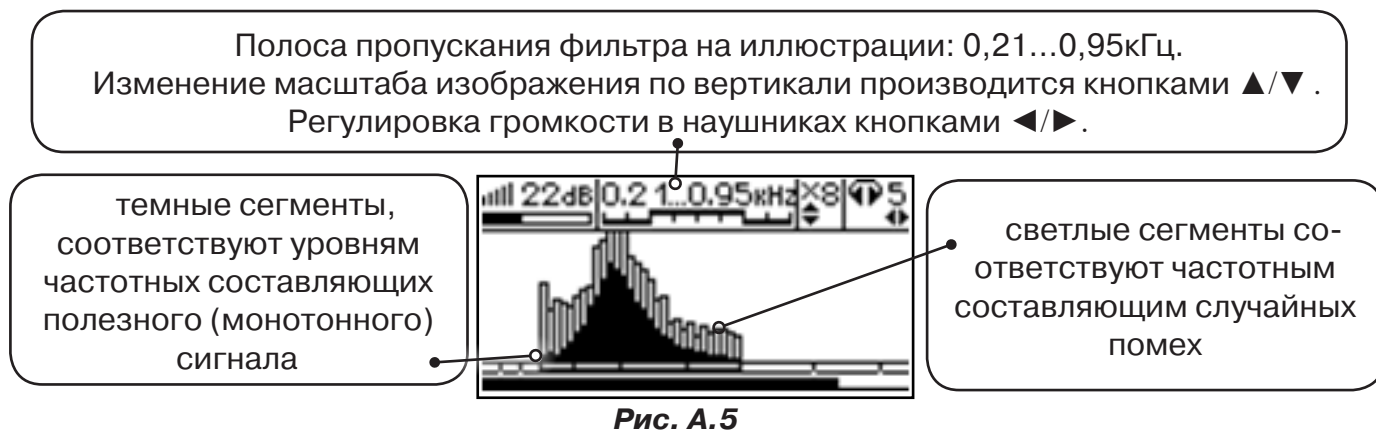 Полоса пропускания фильтра на иллюстрации: 0,21...0,95кГц.
Изменение масштаба изображения по вертикали производится кнопками ▲/▼ .
Регулировка громкости в наушниках кнопками ◄/►.
темные сегменты,
соответствуют уровням
частотных составляющих
полезного (монотонного)
сигнала
22dB 0.21...0.95кHz ×8 5
светлые сегменты со-
ответствуют частотным
составляющим случайных
помех
Рис. А.5